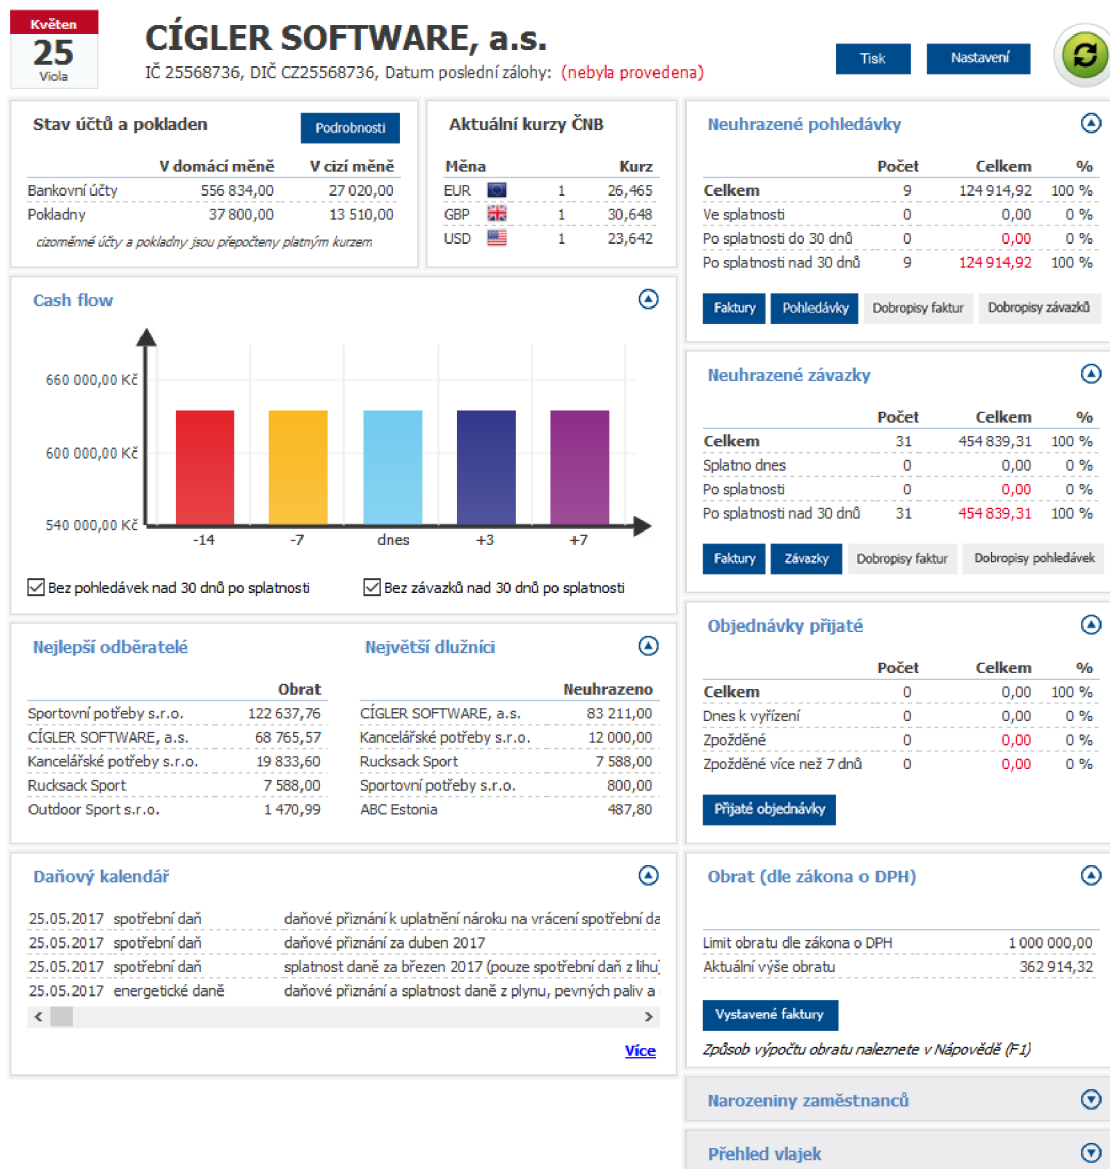 Květen
25
Viola
CÍGLER SOFTWARE, a.s.
IČ 25568736, DIČ CZ25568736, Datum poslední zálohy: (nebyla provedena)
Tisk
Nastavení
Stav účtů a pokladen
Podrobnosti
V domácí měně V cizí měně
Bankovní účty 556 834,00 27 020,00
Pokladny 37 800,00 13 510,00
cizoměnné účty a pokladny jsou přepočteny platným kurzem
Aktuální kurzy ČNB
Měna Kurz
EUR 1 26,465
GBP 1 30,648
USD 1 23,642
Neuhrazené pohledávky
Počet Celkem %
Celkem 9 124 914,92 100 %
Ve splatnosti 0 0,00 0 %
Po splatnosti do 30 dnů 0 0,00 0 %
Po splatnosti nad 30 dnů 9 124 914,92 100 %
Faktury Pohledávky Dobropisy faktur Dobropisy závazků
Cash flow
660 000,00 Kč
600 000,00 Kč
540 000,00 Kč
-14 -7 dnes +3 +7
Bez pohledávek nad 30 dnů po splatnosti
Bez závazků nad 30 dnů po splatnosti
Neuhrazené závazky
Počet Celkem %
Celkem 31 454 839,31 100 %
Splatno dnes 0 0,00 0 %
Po splatnosti 0 0,00 0 %
Po splatnosti nad 30 dnů 31 454 839,31 100 %
Faktury Závazky Dobropisy faktur Dobropisy pohledávek
Nejlepší odběratelé
Obrat
Sportovní potřeby s.r.o. 122 637,76
CÍGLER SOFTWARE, a.s. 68 765,57
Kancelářské potřeby s.r.o. 19 833,60
Rucksack Sport 7 588,00
Outdoor Sport s.r.o. 1 470,99
Největší dlužníci
Neuhrazeno
CÍGLER SOFTWARE, a.s. 83 211,00
Kancelářské potřeby s.r.o. 12 000,00
Rucksack Sport 7 588,00
Sportovní potřeby s.r.o. 800,00
ABC Estonia 487,80
Objednávky přijaté
Počet Celkem %
Celkem 0 0,00 100 %
Dnes k vyřízení 0 0,00 0 %
Zpožděné 0 0,00 0 %
Zpožděné více než 7 dnů 0 0,00 0 %
Přijaté objednávky
Daňový kalendář
25.05.2017 spotřební daň daňové přiznání k uplatnění nároku na vrácení spotřební da
25.05.2017 spotřební daň daňové přiznání za duben 2017
25.05.2017 spotřební daň splatnost daně za březen 2017 (pouze spotřební daň z lihu)
25.05.2017 energetické daně daňové přiznání a splatnost daně z plynu, pevných paliv a
Více
Obrat (dle zákona o DPH)
Limit obratu dle zákona o DPH 1 000 000,00
Aktuální výše obratu 362 914,32
Vystavené faktury
Způsob výpočtu obratu naleznete v Nápovědě (F1)
Narozeniny zaměstnanců
Přehled vlajek